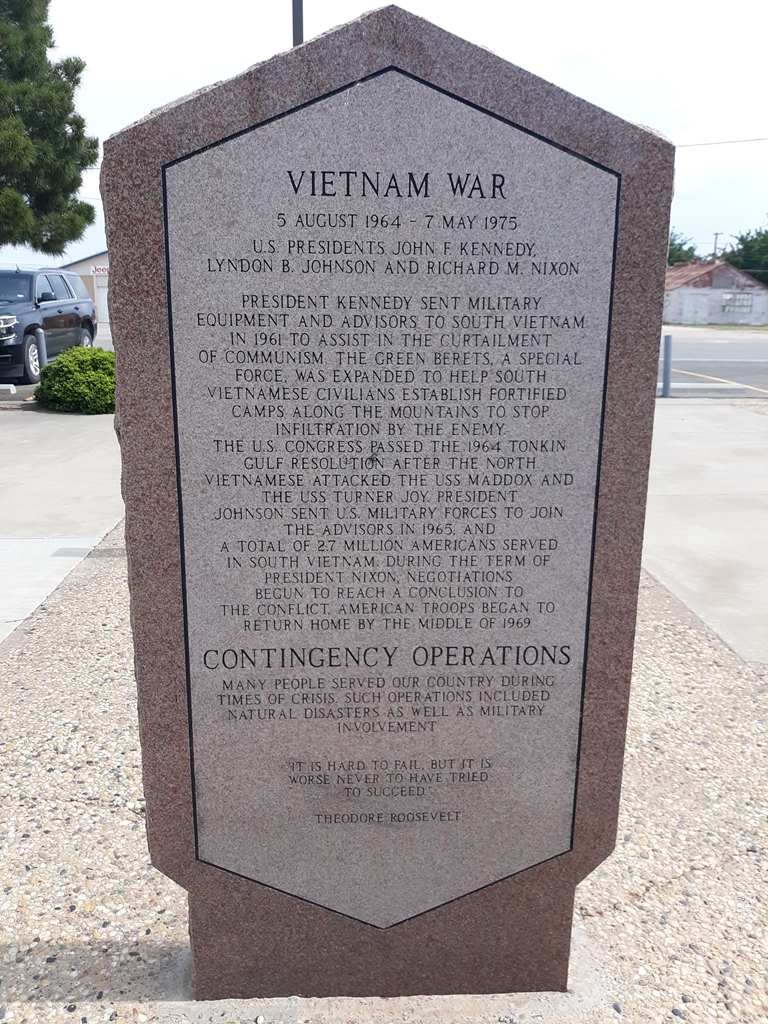 VIETNAM WAR
5 AUGUST 1964 - 7 MAY 1975
U.S. PRESIDENTS JOHN F. KENNEDY,
LYNDON B. JOHNSON AND RICHARD M. NIXON
PRESIDENT KENNEDY SENT MILITARY
EQUIPMENT AND ADVISORS TO SOUTH VIETNAM
IN 1961 TO ASSIST IN THE CURTAILMENT
OF COMMUNISM. THE GREEN BERETS, A SPECIAL
FORCE, WAS EXPANDED TO HELP SOUTH
VIETNAMESE CIVILIANS ESTABLISH FORTIFIED
CAMPS ALONG THE MOUNTAINS TO STOP
INFILTRATION BY THE ENEMY.
THE U.S. CONGRESS PASSED THE 1964 TONKIN
GULF RESOLUTION AFTER THE NORTH
VIETNAMESE ATTACKED THE USS MADDOX AND
THE USS TURNER JOY. PRESIDENT
JOHNSON SENT U.S. MILITARY FORCES TO JOIN
THE ADVISORS IN 1965, AND
A TOTAL OF 2.7 MILLION AMERICANS SERVED
IN SOUTH VIETNAM. DURING THE TERM OF
PRESIDENT NIXON, NEGOTIATIONS
BEGUN TO REACH A CONCLUSION TO
THE CONFLICT. AMERICAN TROOPS BEGAN TO
RETURN HOME BY THE MIDDLE OF 1969.
CONTINGENCY OPERATIONS
MANY PEOPLE SERVED OUR COUNTRY DURING
TIMES OF CRISIS. SUCH OPERATIONS INCLUDED
NATURAL DISASTERS AS WELL AS MILITARY
INVOLVEMENT
"IT IS HARD TO FAIL, BUT IT IS
WORSE NEVER TO HAVE TRIED
TO SUCCEED."
THEODORE ROOSEVELT
Jeep